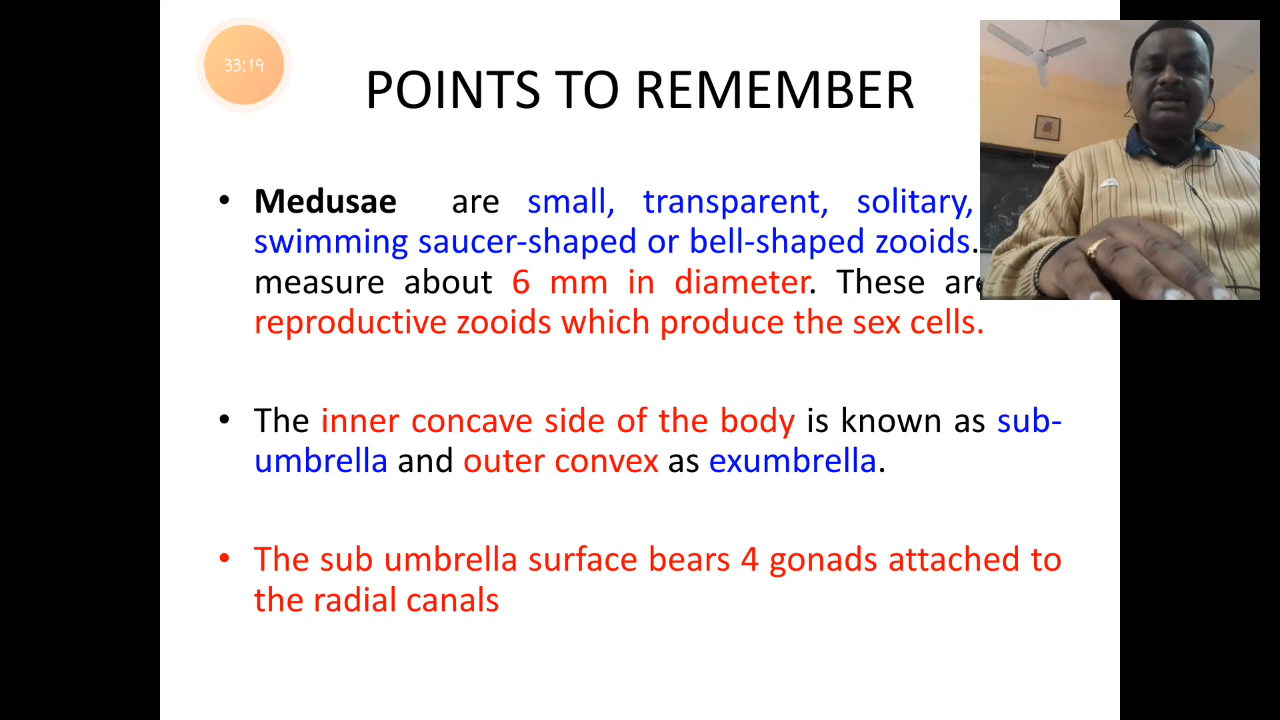 33:19
POINTS TO REMEMBER
• Medusae are small, transparent, solitary,
swimming saucer-shaped or bell-shaped zooids.
measure about 6 mm in diameter. These are
reproductive zooids which produce the sex cells.
• The inner concave side of the body is known as sub-
umbrella and outer convex as exumbrella.
• The sub umbrella surface bears 4 gonads attached to
the radial canals